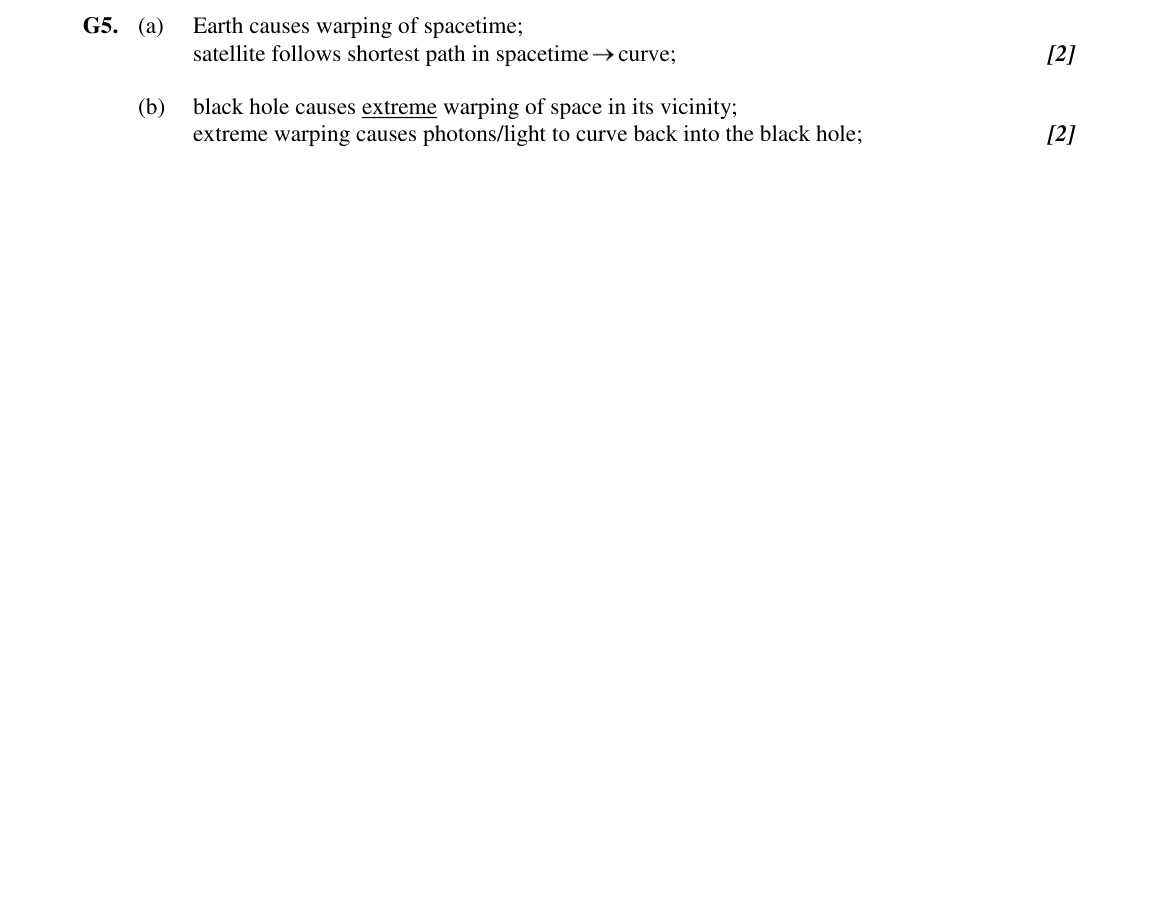 G5. (a) Earth causes warping of spacetime;
satellite follows shortest path in spacetime → curve; [2]
(b) black hole causes extreme warping of space in its vicinity;
extreme warping causes photons/light to curve back into the black hole; [2]